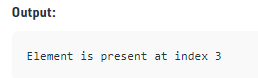 Output:
Element is present at index 3